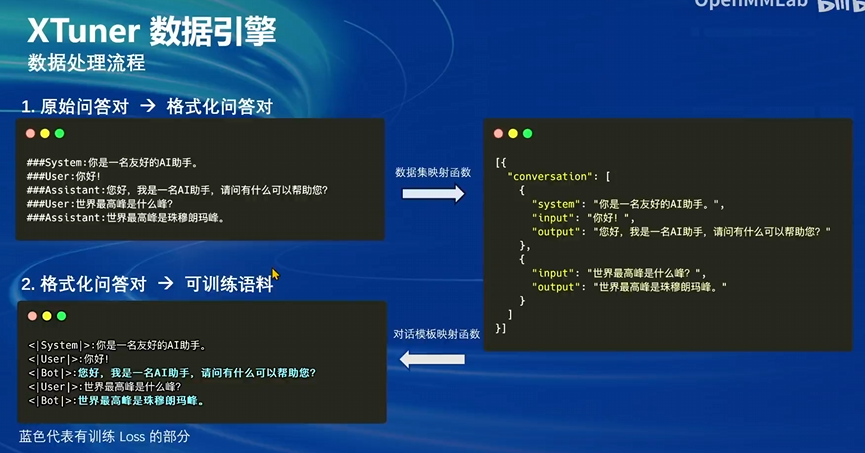 OpenMMLab
XTuner 数据引擎
数据处理流程
1. 原始问答对 → 格式化问答对
###System:你是一名友好的AI助手。
###User:你好!
###Assistant:您好，我是一名AI助手，请问有什么可以帮助您?
###User:世界最高峰是什么峰?
###Assistant:世界最高峰是珠穆朗玛峰。
数据集映射函数
[{
"conversation": [
{
"system": "你是一名友好的AI助手。",
"input": "你好! ",
"output": "您好，我是一名AI助手，请问有什么可以帮助您? "
},
{
"input": "世界最高峰是什么峰? ",
"output": "世界最高峰是珠穆朗玛峰。"
}
]
}]
2. 格式化问答对 → 可训练语料
对话模板映射函数
<|System|>:你是一名友好的AI助手。
<|User|>:你好!
<|Bot|>:您好，我是一名AI助手，请问有什么可以帮助您?
<|User|>:世界最高峰是什么峰?
<|Bot|>:世界最高峰是珠穆朗玛峰。
蓝色代表有训练 Loss 的部分